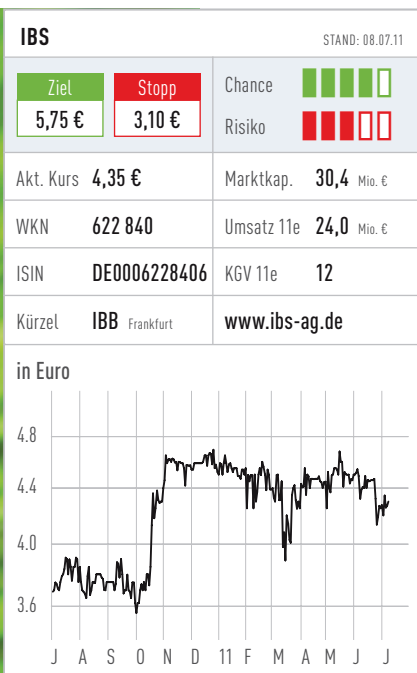 IBS STAND: 08.07.11
Ziel Stopp Chance
5,75 € 3,10 € Risiko
Akt. Kurs 4,35 € Marktkap. 30,4 Mio. €
WKN 622 840 Umsatz 11e 24,0 Mio. €
ISIN DE0006228406 KGV 11e 12
Kürzel IBB Frankfurt www.ibs-ag.de
in Euro
4.8
4.4
4.0
3.6
J A S O N D 11 F M A M J J